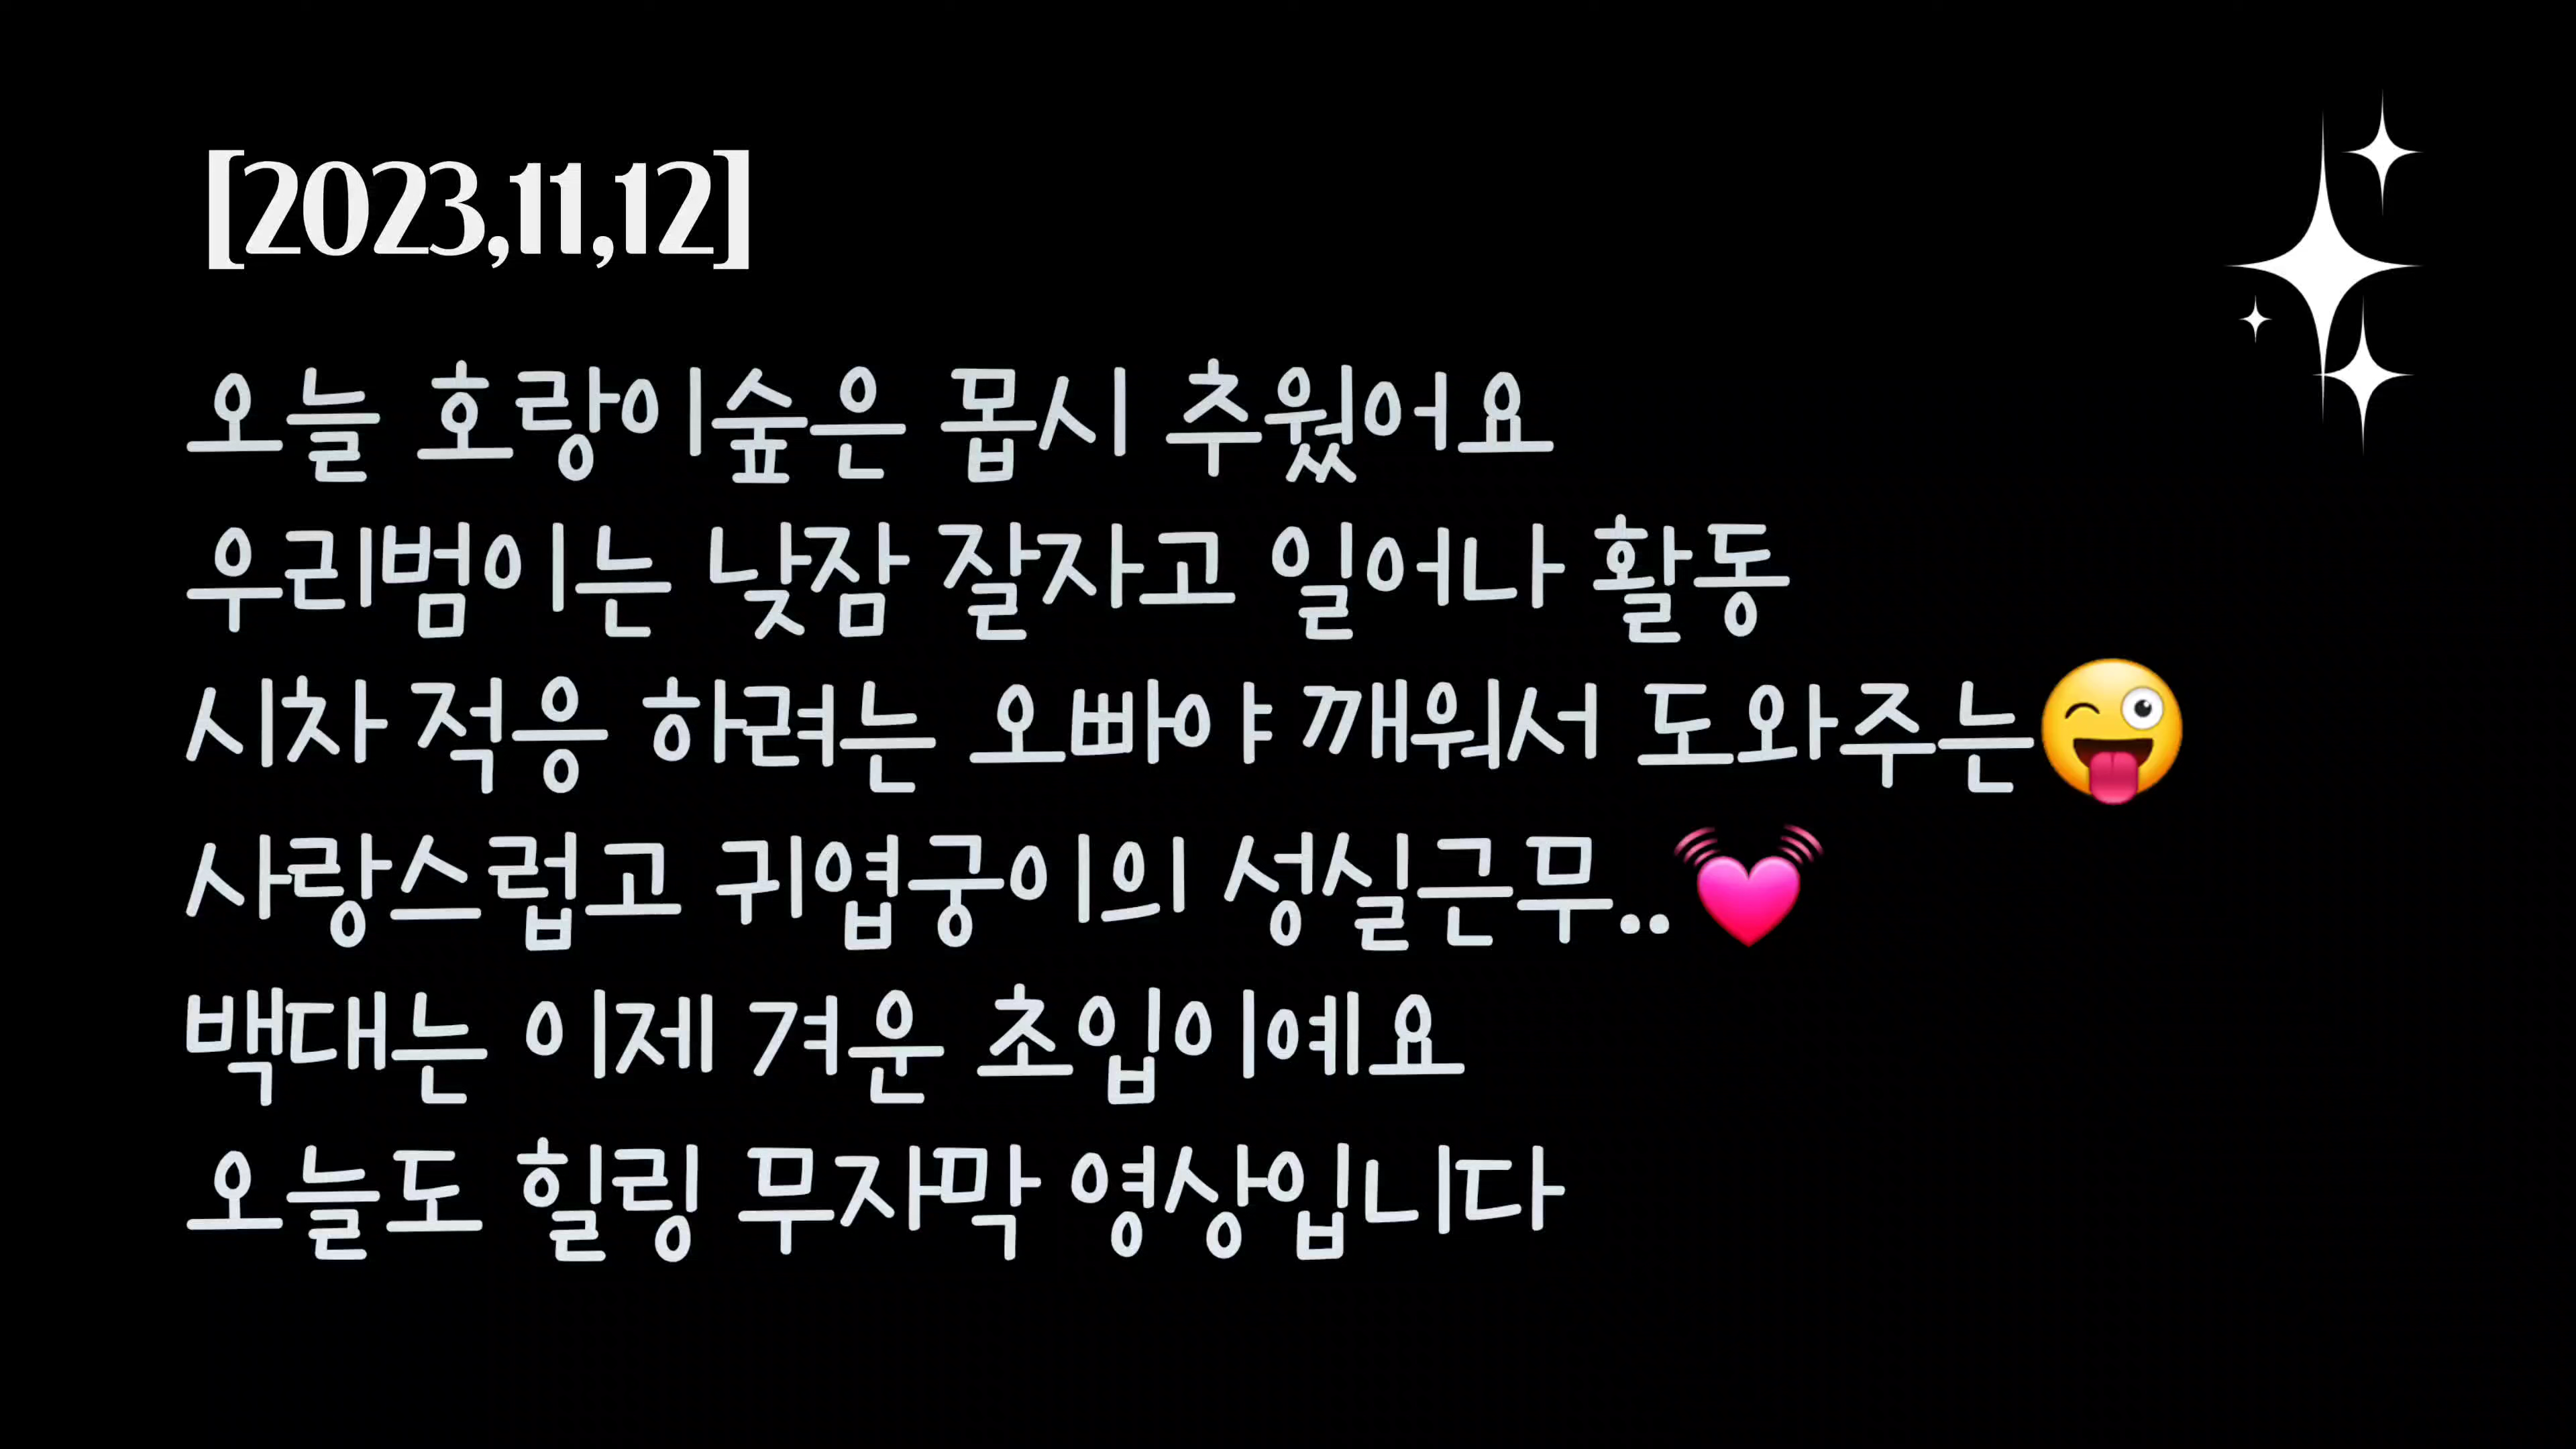 [2023,11,12]
오늘 호랑이숲은 몹시 추웠어요
우리범이는 낮잠 잘자고 일어나 활동
시차 적응 하려는 오빠야 깨워서 도와주는😜
사랑스럽고 귀엽궁이의 성실근무..💓
백대는 이제 겨운 초입이예요
오늘도 힐링 무자막 영상입니다